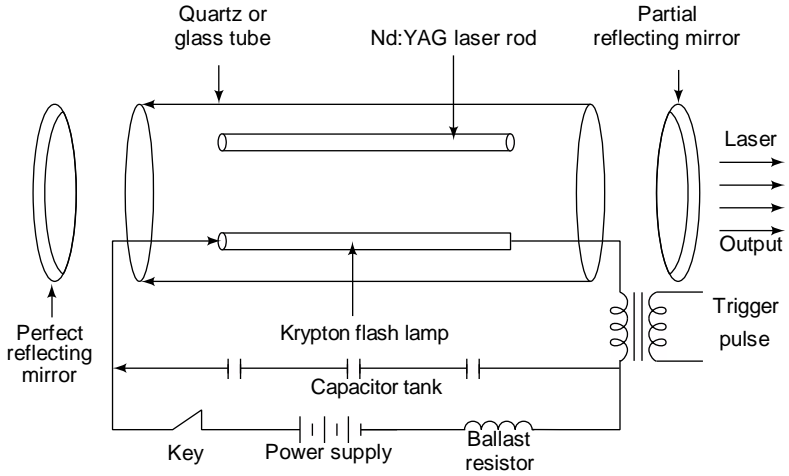 Quartz or
glass tube
Nd:YAG laser rod
Partial
reflecting mirror
Laser
Output
Perfect
reflecting
mirror
Krypton flash lamp
Trigger
pulse
Capacitor tank
Key
Power supply
Ballast
resistor